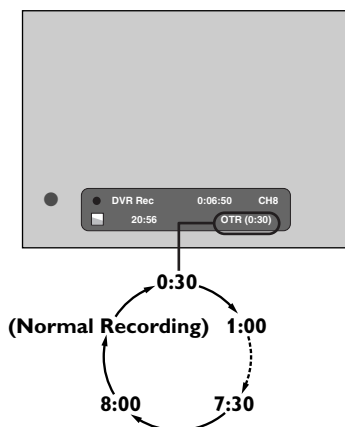 DVR Rec 0:06:50 CH8
20:56 OTR (0:30)
0:30
(Normal Recording) 1:00
8:00 7:30